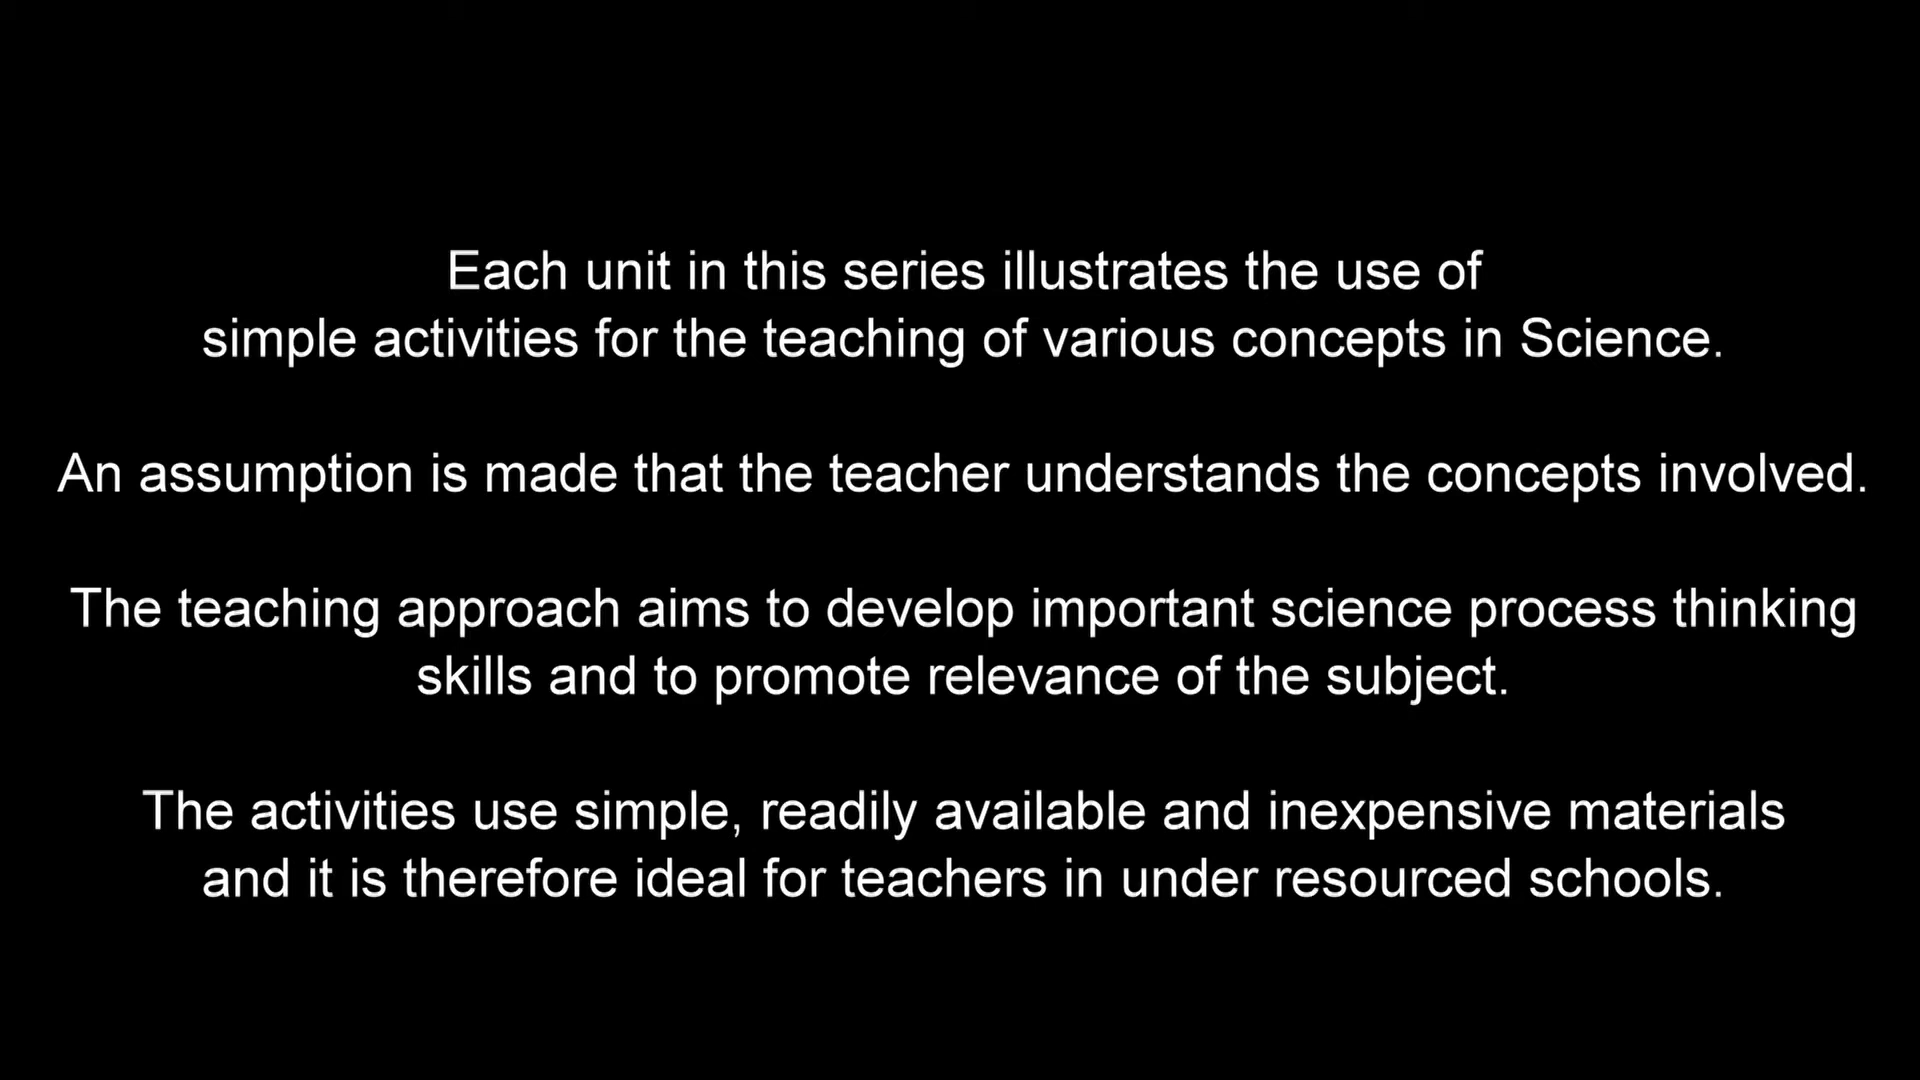 Each unit in this series illustrates the use of
simple activities for the teaching of various concepts in Science.
An assumption is made that the teacher understands the concepts involved.
The teaching approach aims to develop important science process thinking
skills and to promote relevance of the subject.
The activities use simple, readily available and inexpensive materials
and it is therefore ideal for teachers in under resourced schools.